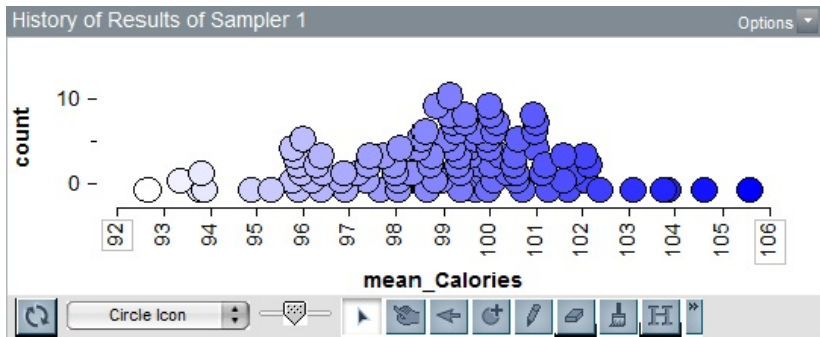 History of Results of Sampler 1
Options
count
10
0
92 93 94 95 96 97 98 99 100 101 102 103 104 105 106
mean_Calories
Circle Icon
H
»